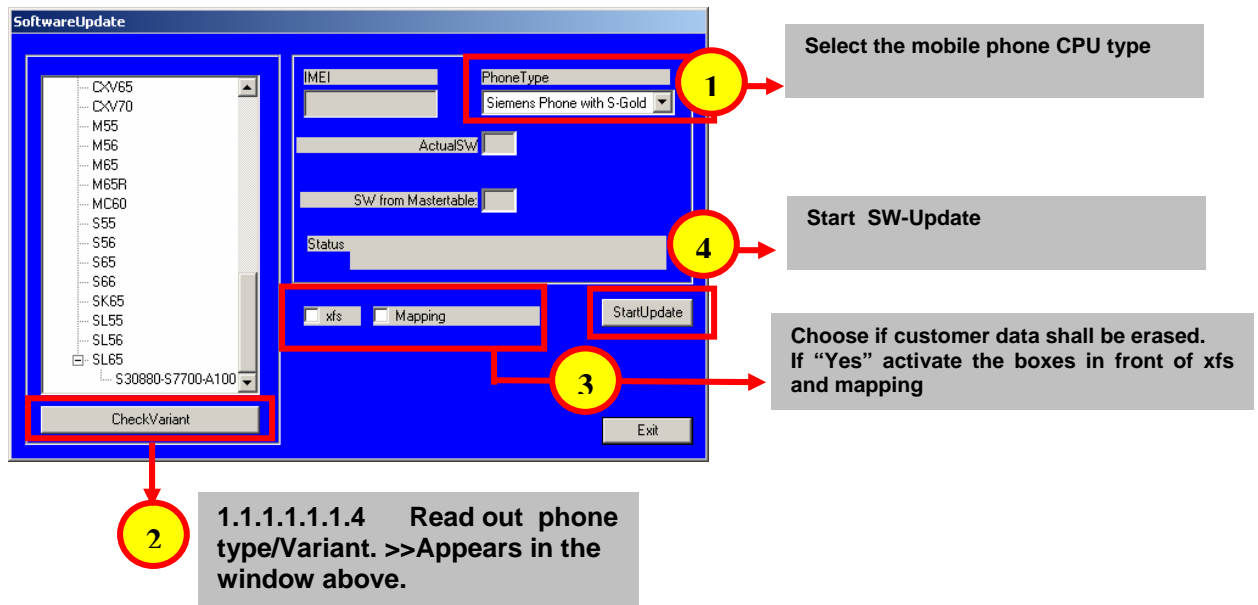 SoftwareUpdate
CXV65
CXV70
M55
M56
M65
M65R
MC60
S55
S56
S65
S66
SK65
SL55
SL56
SL65
S30880-S7700-A100
CheckVariant
IMEI
PhoneType
Siemens Phone with S-Gold
ActualSW
SW from Mastertable:
Status
xfs
Mapping
StartUpdate
Exit
1
Select the mobile phone CPU type
4
Start SW-Update
3
Choose if customer data shall be erased.
If “Yes” activate the boxes in front of xfs
and mapping
2
1.1.1.1.1.1.4 Read out phone
type/Variant. >>Appears in the
window above.